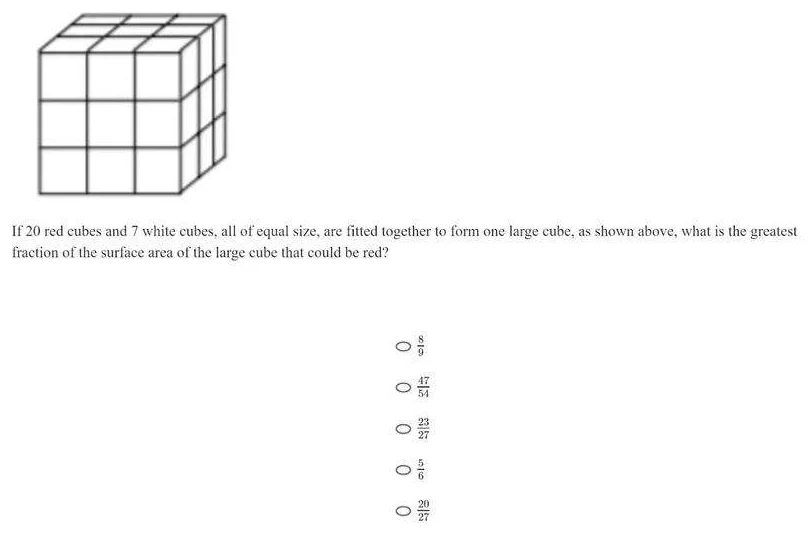 If 20 red cubes and 7 white cubes, all of equal size, are fitted together to form one large cube, as shown above, what is the greatest
fraction of the surface area of the large cube that could be red?
8/9
47/54
23/27
5/6
20/27